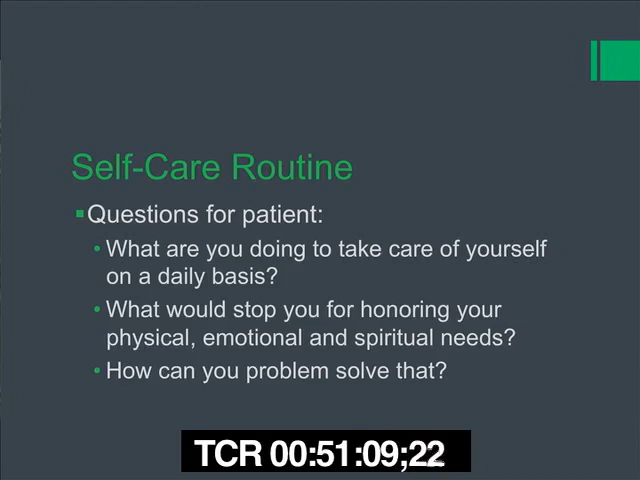 Self-Care Routine
Questions for patient:
What are you doing to take care of yourself
on a daily basis?
What would stop you for honoring your
physical, emotional and spiritual needs?
How can you problem solve that?
TCR 00:51:09;22